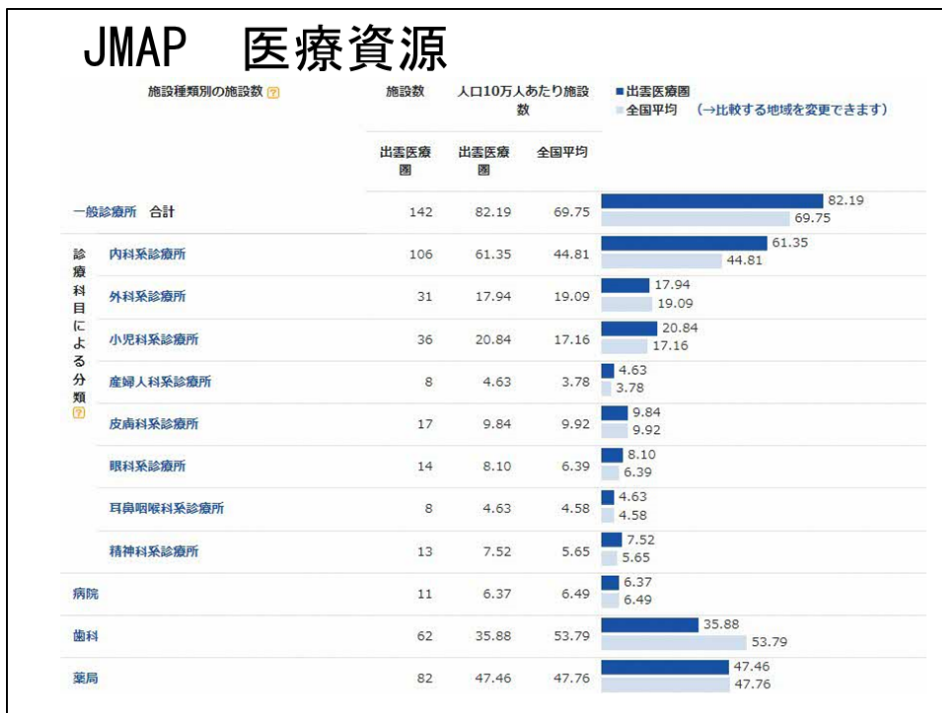 JMAP　医療資源
施設種類別の施設数 ?
施設数
人口10万人あたり施設
数
■出雲医療圏
■全国平均　（→比較する地域を変更できます）
出雲医療
圏
出雲医療
圏
全国平均
一般診療所　合計 142 82.19 69.75 82.19
69.75
診療科目による分類 ?
内科系診療所 106 61.35 44.81 61.35
44.81
外科系診療所 31 17.94 19.09 17.94
19.09
小児科系診療所 36 20.84 17.16 20.84
17.16
産婦人科系診療所 8 4.63 3.78 4.63
3.78
皮膚科系診療所 17 9.84 9.92 9.84
9.92
眼科系診療所 14 8.10 6.39 8.10
6.39
耳鼻咽喉科系診療所 8 4.63 4.58 4.63
4.58
精神科系診療所 13 7.52 5.65 7.52
5.65
病院 11 6.37 6.49 6.37
6.49
歯科 62 35.88 53.79 35.88
53.79
薬局 82 47.46 47.76 47.46
47.76